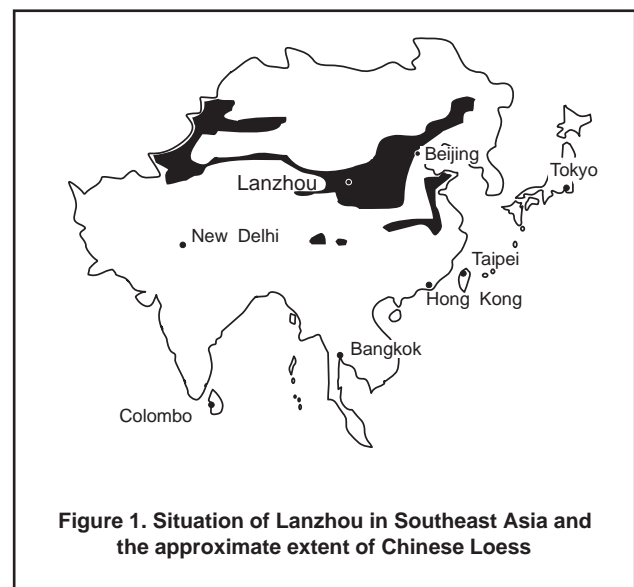 Beijing
Lanzhou
Tokyo
New Delhi
Taipei
Hong Kong
Bangkok
Colombo
Figure 1. Situation of Lanzhou in Southeast Asia and
the approximate extent of Chinese Loess